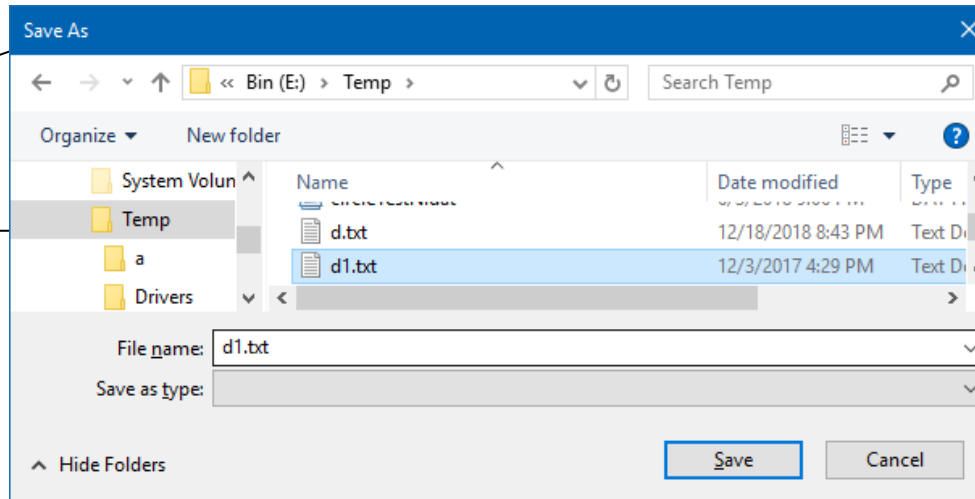 Save As
« Bin (E:) > Temp >
Search Temp
Organize
New folder
System Volun
Temp
a
Drivers
Name Date modified Type
d.txt 12/18/2018 8:43 PM Text D
d1.txt 12/3/2017 4:29 PM Text D
File name: d1.txt
Save as type:
Hide Folders
Save
Cancel